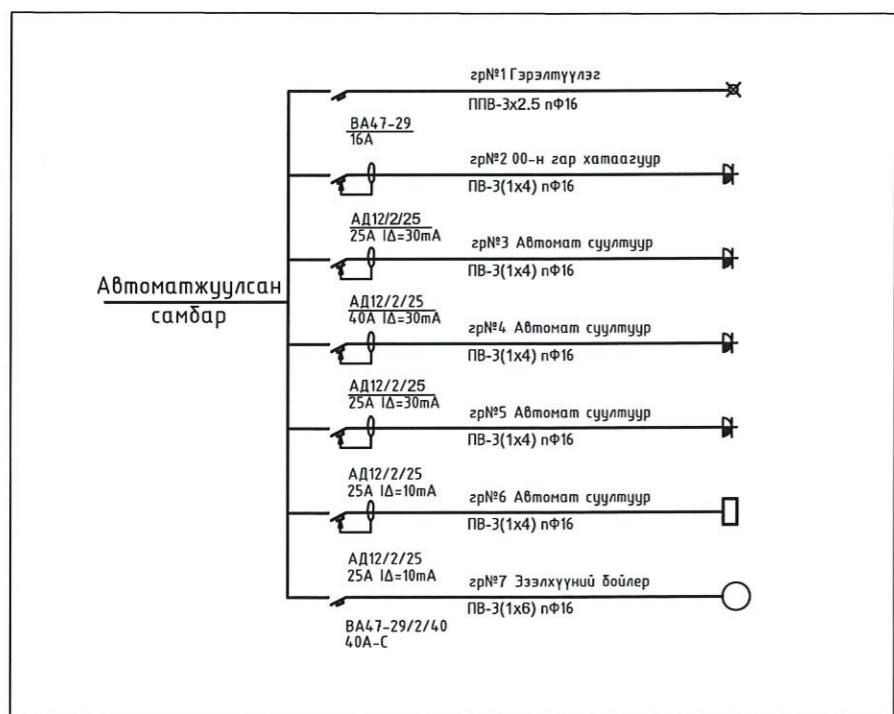 гр№1 Гэрэлтүүлэг
ППВ-3х2.5 пФ16
ВА47-29
16А
гр№2 00-н гар хатаагуур
ПВ-3(1х4) пФ16
АД12/2/25
25А IΔ=30mA
гр№3 Автомат суултуур
ПВ-3(1х4) пФ16
Автоматжуулсан
самбар
АД12/2/25
40А IΔ=30mA
гр№4 Автомат суултуур
ПВ-3(1х4) пФ16
АД12/2/25
25А IΔ=30mA
гр№5 Автомат суултуур
ПВ-3(1х4) пФ16
АД12/2/25
25А IΔ=10mA
гр№6 Автомат суултуур
ПВ-3(1х4) пФ16
АД12/2/25
25А IΔ=10mA
гр№7 Эзэлхүүний бойлер
ПВ-3(1х6) пФ16
ВА47-29/2/40
40А-С